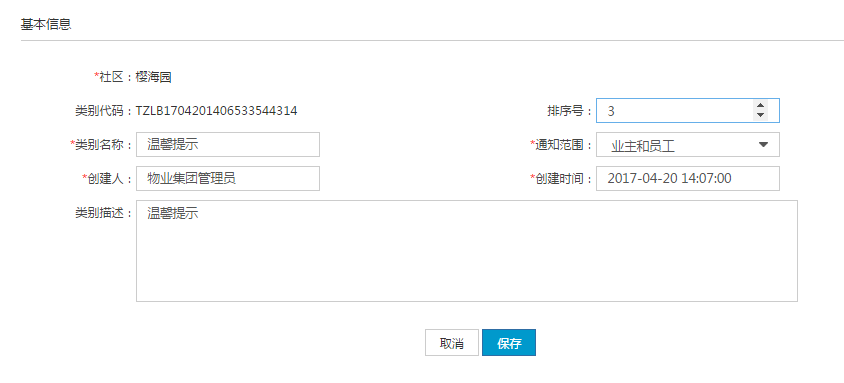 基本信息
*社区：樱海园
类别代码：TZLB1704201406533544314 排序号： 3
*类别名称： 温馨提示 *通知范围： 业主和员工
*创建人： 物业集团管理员 *创建时间： 2017-04-20 14:07:00
类别描述： 温馨提示
取消 保存